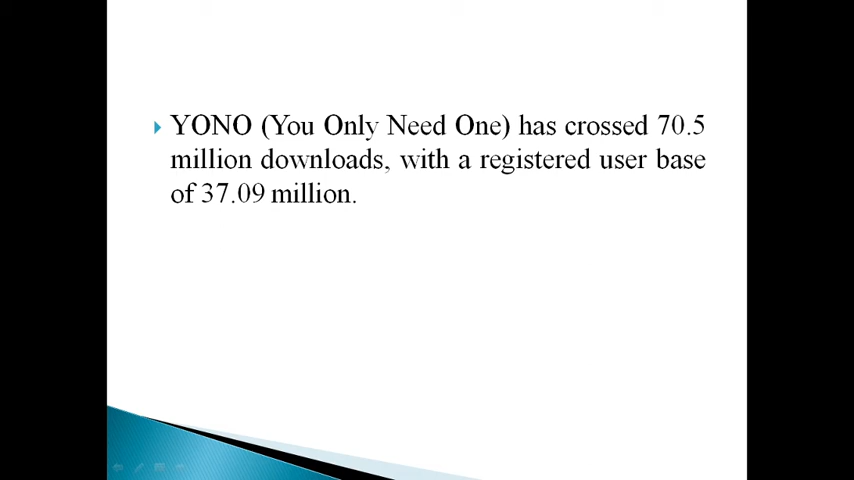 YONO (You Only Need One) has crossed 70.5
million downloads, with a registered user base
of 37.09 million.